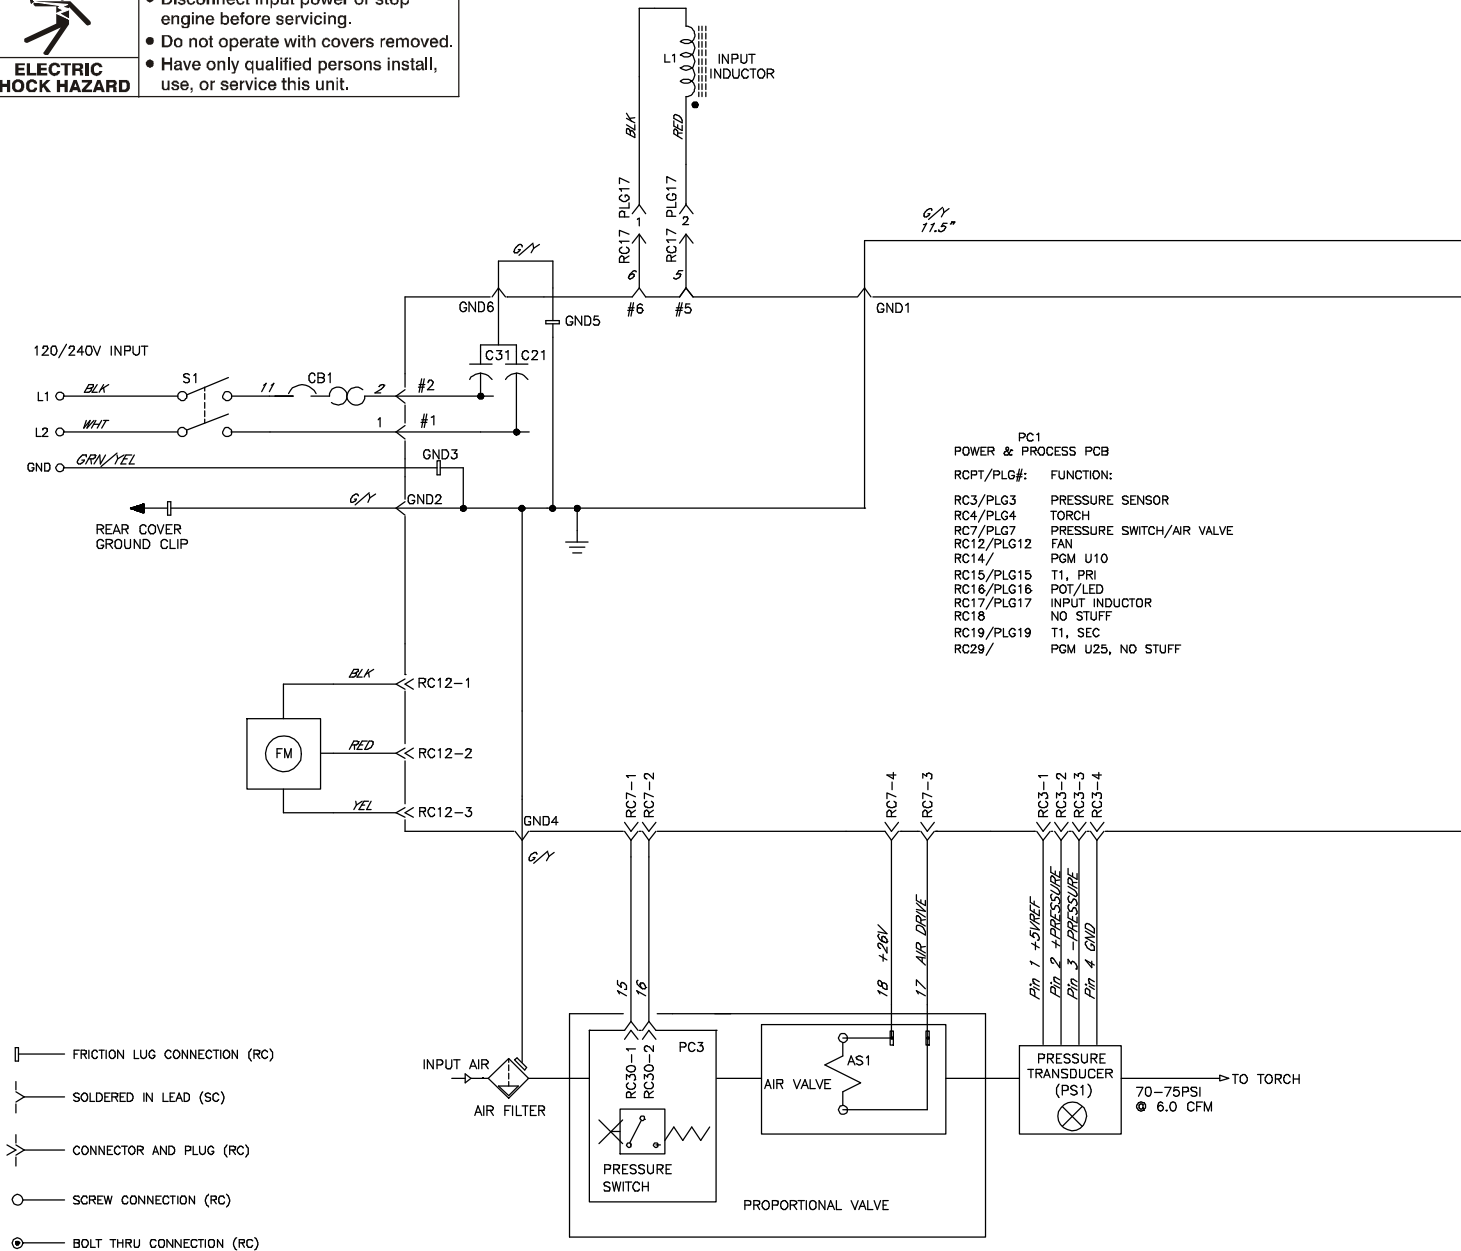 • Disconnect input power or stop
engine before servicing.
• Do not operate with covers removed.
• Have only qualified persons install,
use, or service this unit.
ELECTRIC
HOCK HAZARD
L1
INPUT
INDUCTOR
BLK
RED
RC17 PLG17
1
RC17 PLG17
2
6
5
#6
#5
G/Y
11.5"
G/Y
GND6
GND5
GND1
120/240V INPUT
C31
C21
L1
BLK
S1
11
CB1
2
#2
L2
WHT
1
#1
GND
GRN/YEL
GND3
G/Y
GND2
REAR COVER
GROUND CLIP
PC1
POWER & PROCESS PCB
RCPT/PLG#: FUNCTION:
RC3/PLG3 PRESSURE SENSOR
RC4/PLG4 TORCH
RC7/PLG7 PRESSURE SWITCH/AIR VALVE
RC12/PLG12 FAN
RC14/ PGM U10
RC15/PLG15 T1, PRI
RC16/PLG16 POT/LED
RC17/PLG17 INPUT INDUCTOR
RC18 NO STUFF
RC19/PLG19 T1, SEC
RC29/ PGM U25, NO STUFF
BLK
RC12-1
FM
RED
RC12-2
YEL
RC12-3
GND4
G/Y
RC7-1
RC7-2
RC7-4
RC7-3
RC3-1
RC3-2
RC3-3
RC3-4
15
16
18 +26V
17 AIR DRIVE
Pin 1 +5VREF
Pin 2 +PRESSURE
Pin 3 -PRESSURE
Pin 4 GND
INPUT AIR
AIR FILTER
RC30-1
RC30-2
PC3
PRESSURE
SWITCH
AIR VALVE
AS1
PROPORTIONAL VALVE
PRESSURE
TRANSDUCER
(PS1)
TO TORCH
70-75PSI
@ 6.0 CFM
FRICTION LUG CONNECTION (RC)
SOLDERED IN LEAD (SC)
CONNECTOR AND PLUG (RC)
SCREW CONNECTION (RC)
BOLT THRU CONNECTION (RC)